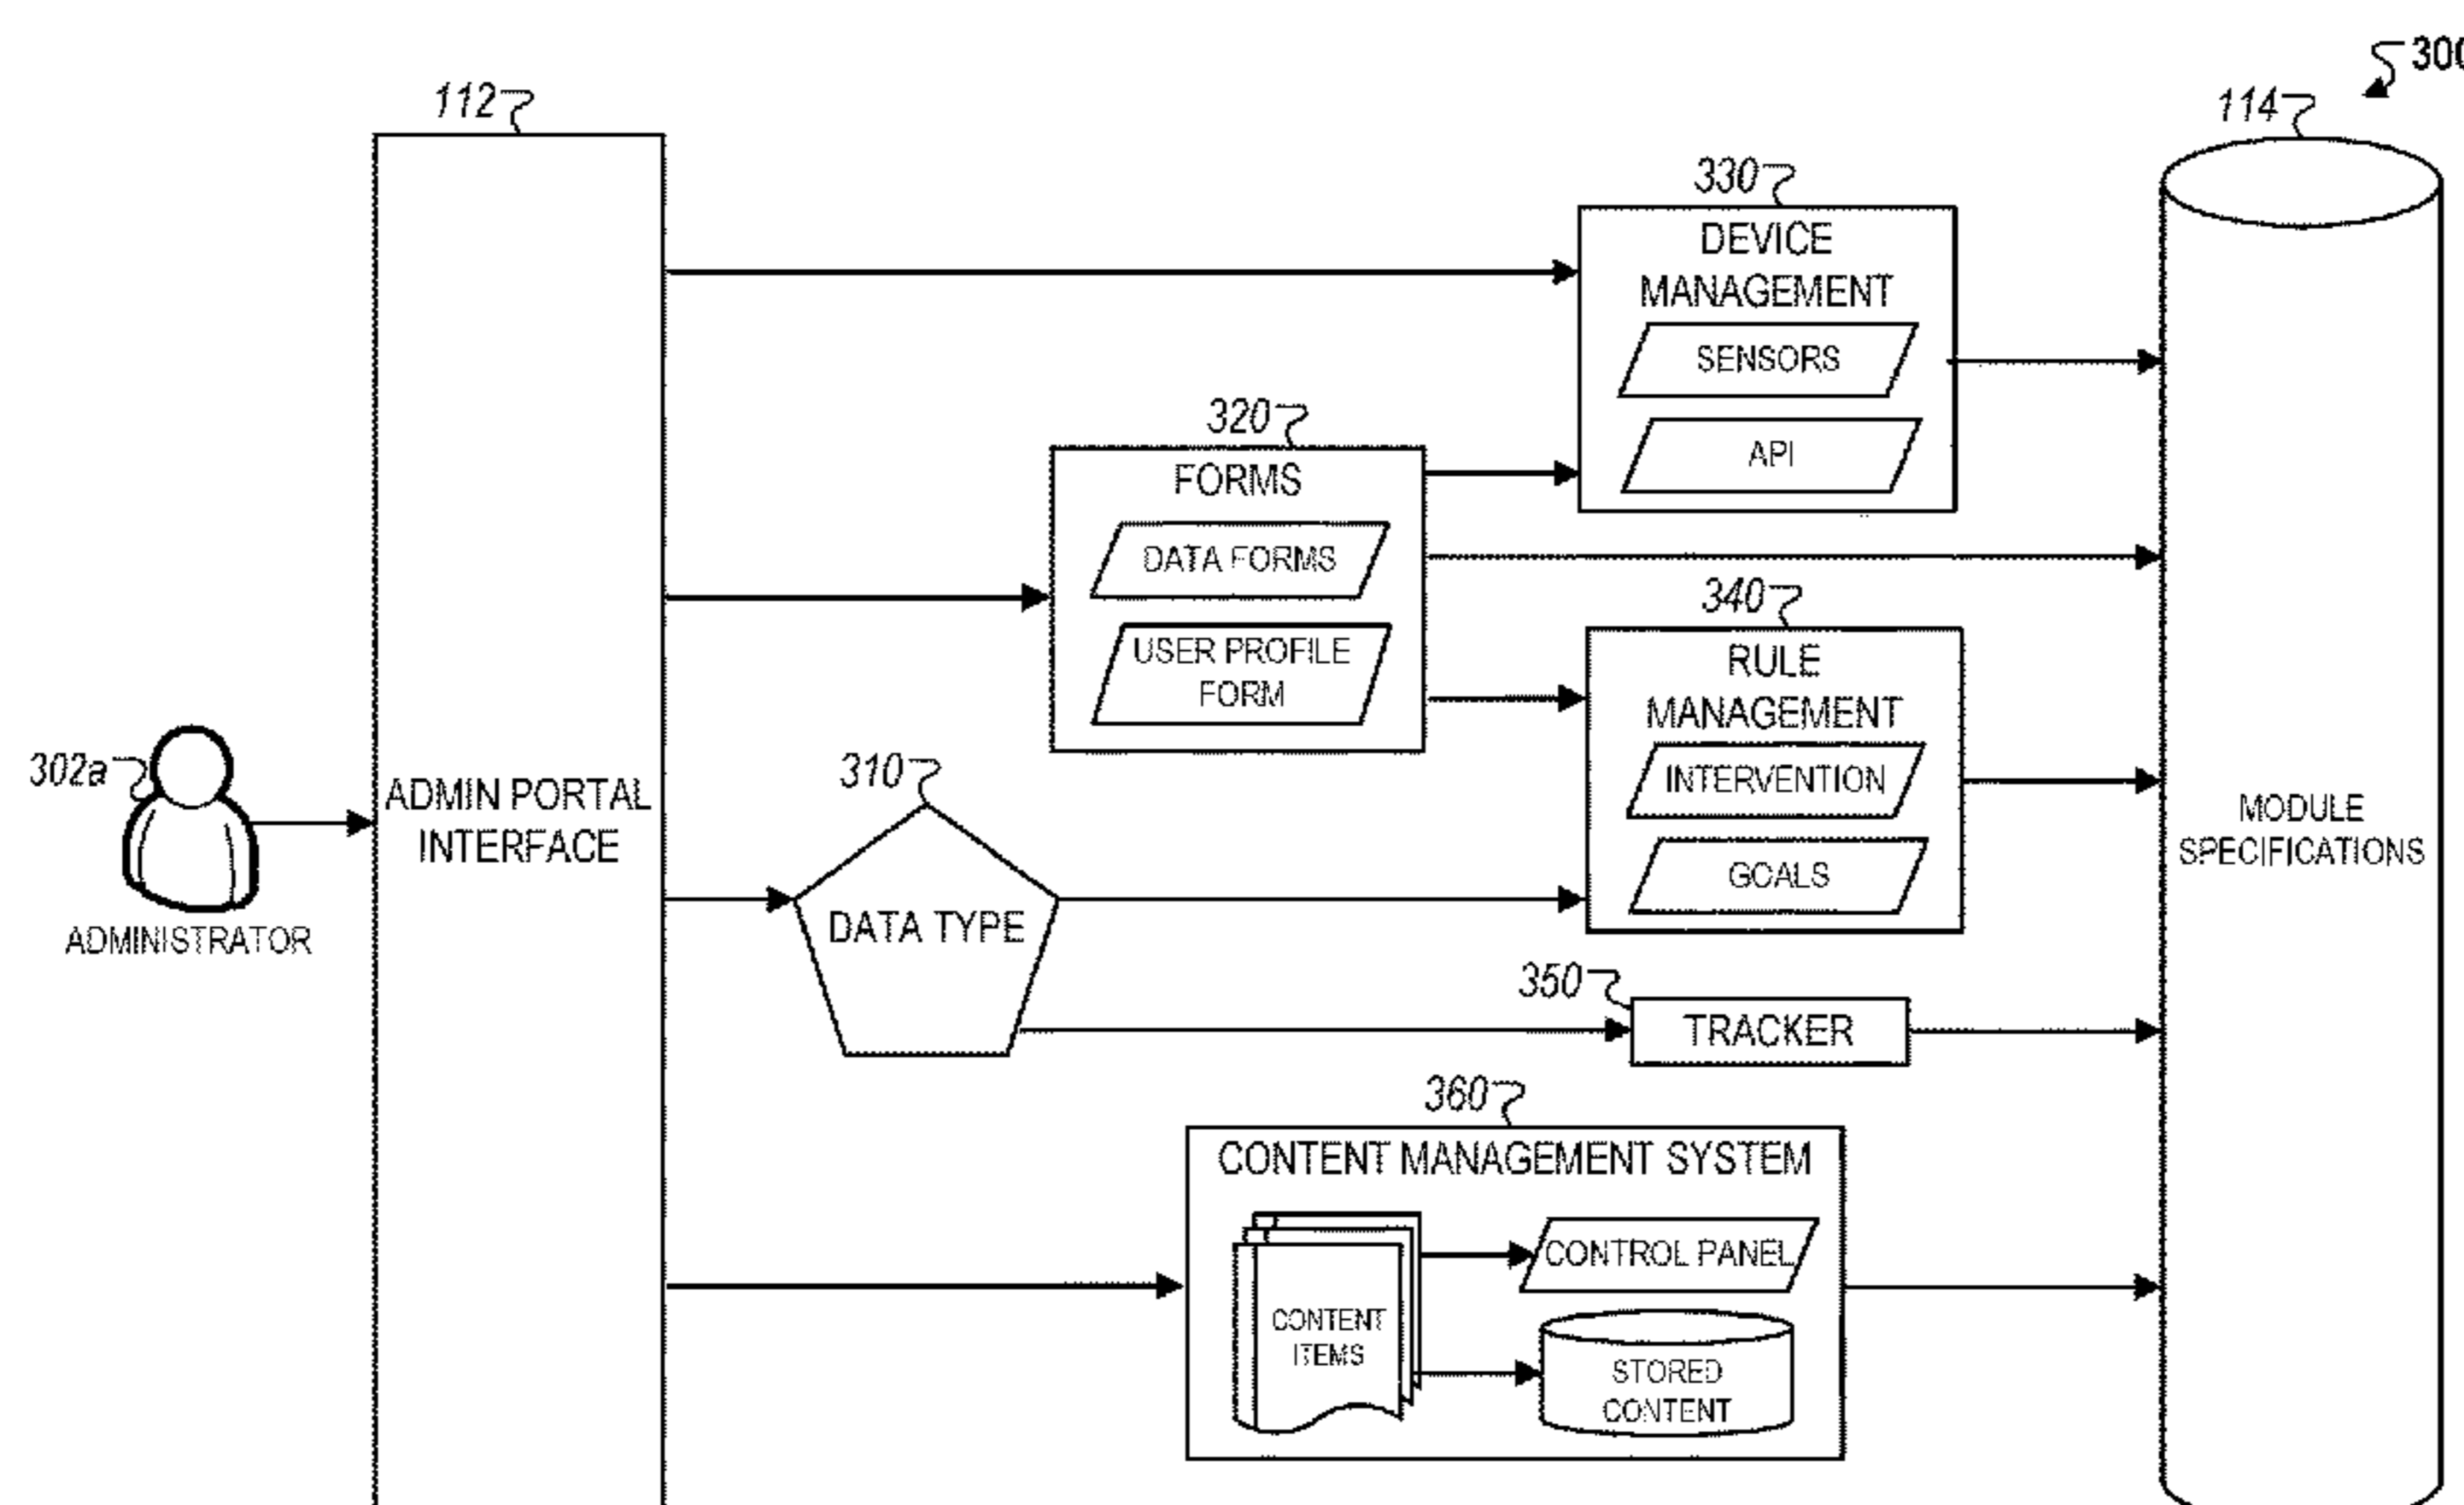 300
112
114
330
DEVICE
MANAGEMENT
SENSORS
API
320
FORMS
DATA FORMS
USER PROFILE
FORM
340
RULE
MANAGEMENT
INTERVENTION
GOALS
302a
ADMINISTRATOR
ADMIN PORTAL
INTERFACE
310
DATA TYPE
MODULE
SPECIFICATIONS
350
TRACKER
360
CONTENT MANAGEMENT SYSTEM
CONTENT
ITEMS
CONTROL PANEL
STORED
CONTENT